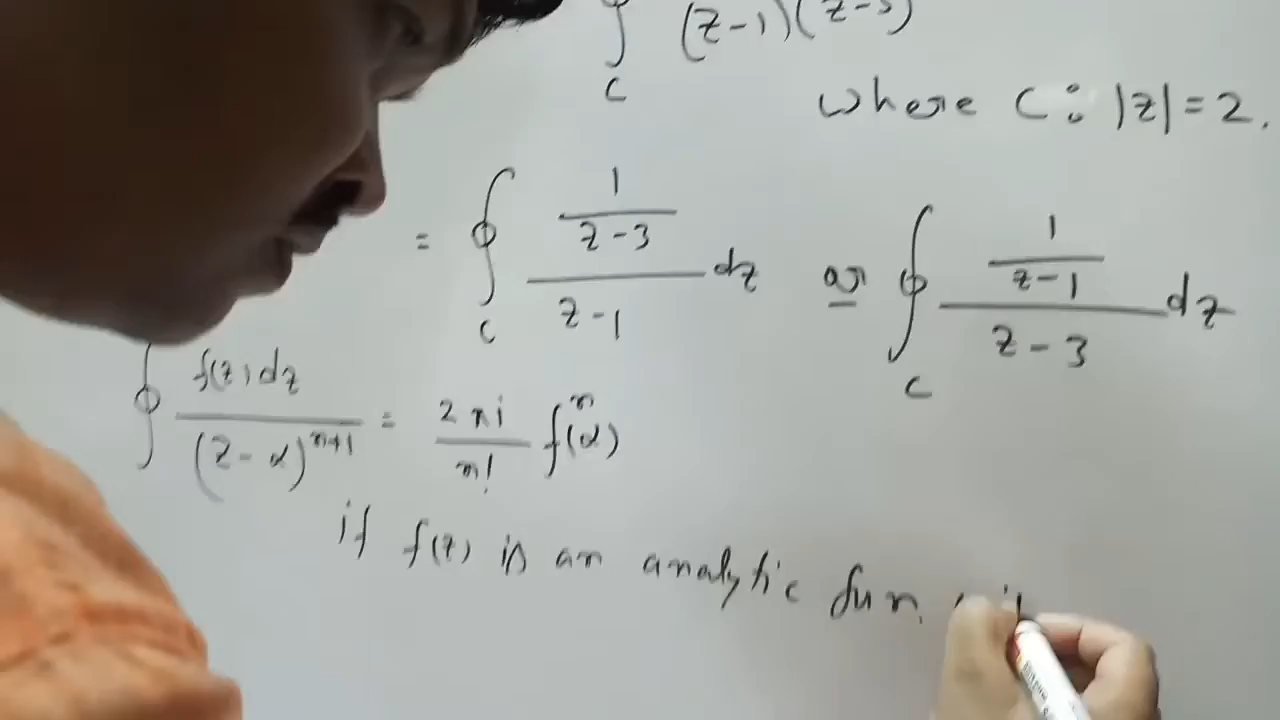 ∮ (z-1)(z-3)
C
where C : |z| = 2.
= ∮ 1/(z-3) / (z-1) dz or ∮ 1/(z-1) / (z-3) dz
C C
∮ f(z) dz / (z-α)^(n+1) = 2πi / n! f^n(α)
if f(z) is an analytic fun